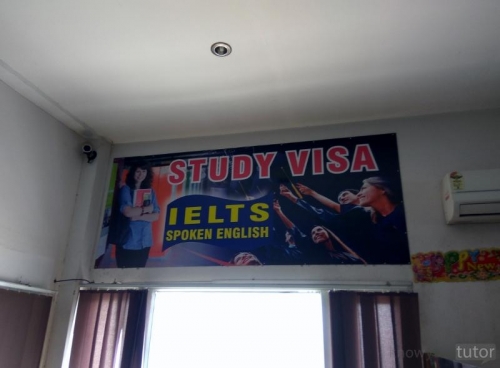 STUDY VISA
IELTS
SPOKEN ENGLISH
tutor